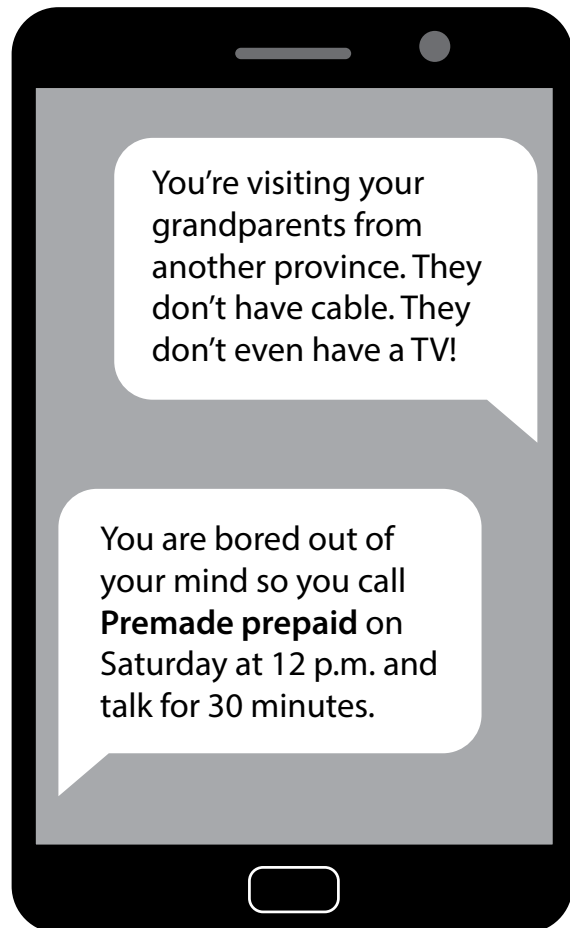 You're visiting your
grandparents from
another province. They
don't have cable. They
don't even have a TV!
You are bored out of
your mind so you call
Premade prepaid on
Saturday at 12 p.m. and
talk for 30 minutes.